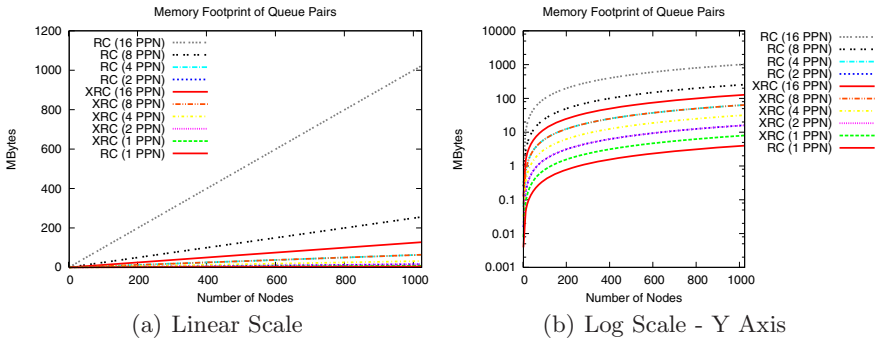 Memory Footprint of Queue Pairs
1200
1000
800
600
400
200
0
MBytes
RC (16 PPN)
RC (8 PPN)
RC (4 PPN)
RC (2 PPN)
XRC (16 PPN)
XRC (8 PPN)
XRC (4 PPN)
XRC (2 PPN)
XRC (1 PPN)
RC (1 PPN)
0 200 400 600 800 1000
Number of Nodes
(a) Linear Scale
Memory Footprint of Queue Pairs
10000
1000
100
10
1
0.1
0.01
0.001
MBytes
0 200 400 600 800 1000
Number of Nodes
RC (16 PPN)
RC (8 PPN)
RC (4 PPN)
RC (2 PPN)
XRC (16 PPN)
XRC (8 PPN)
XRC (4 PPN)
XRC (2 PPN)
XRC (1 PPN)
RC (1 PPN)
(b) Log Scale - Y Axis